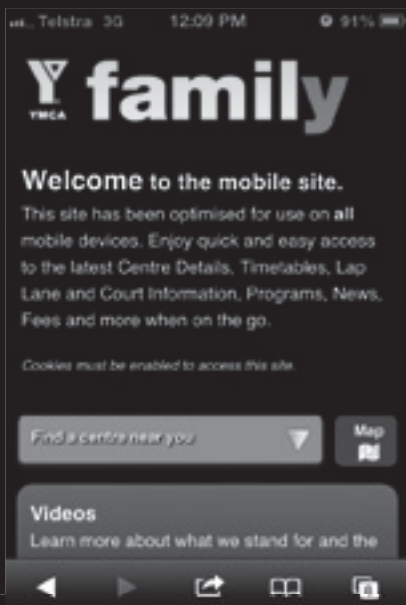 Telstra 3G 12:09 PM 91%
Y family
YMCA
Welcome to the mobile site.
This site has been optimised for use on all
mobile devices. Enjoy quick and easy access
to the latest Centre Details, Timetables, Lap
Lane and Court Information, Programs, News,
Fees and more when on the go.
Cookies must be enabled to access this site.
Find a centre near you
Map
Videos
Learn more about what we stand for and the